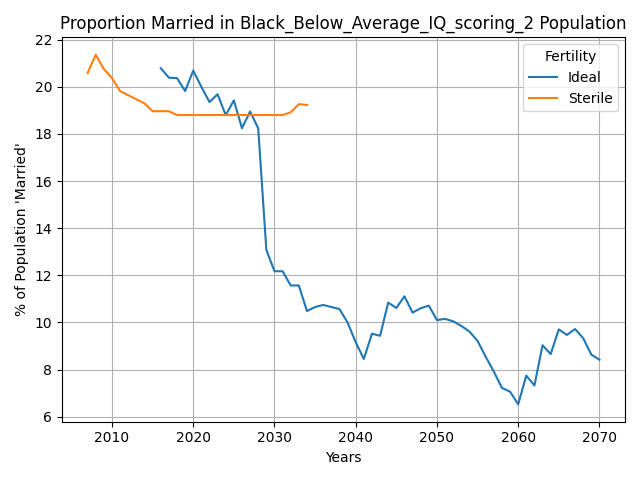 Proportion Married in Black_Below_Average_IQ_scoring_2 Population
% of Population 'Married'
22
20
18
16
14
12
10
8
6
Fertility
Ideal
Sterile
2010 2020 2030 2040 2050 2060 2070
Years